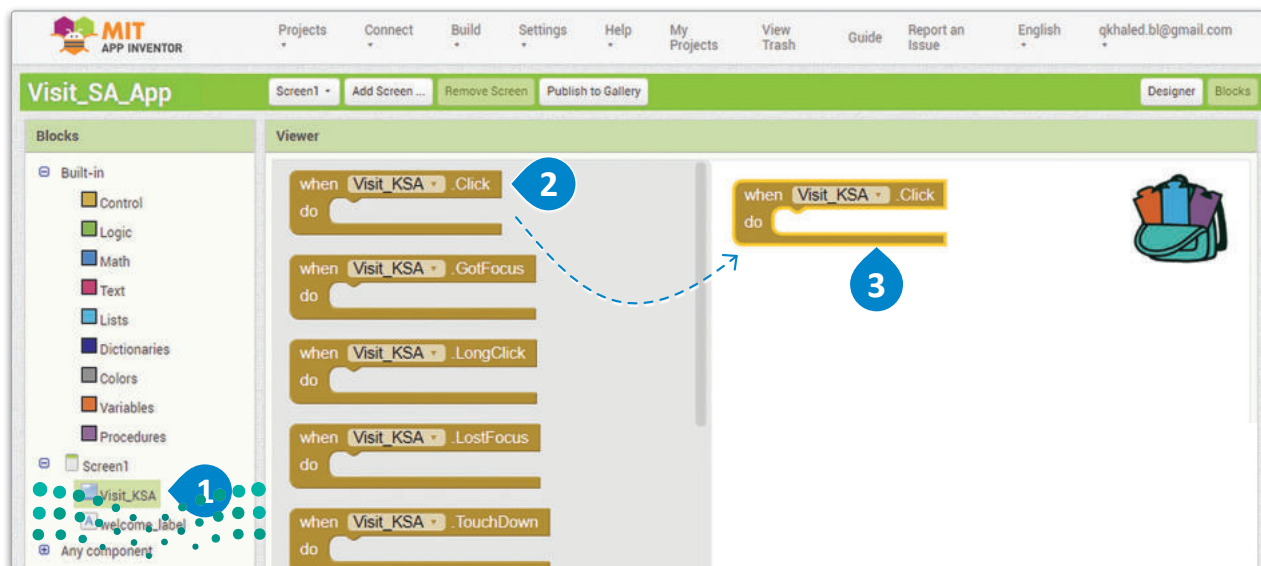 MIT
APP INVENTOR
Projects Connect Build Settings Help My Projects View Trash Guide Report an Issue English qkhaled.bl@gmail.com
Visit_SA_App
Screen1 Add Screen ... Remove Screen Publish to Gallery Designer Blocks
Blocks
Viewer
Built-in
Control
Logic
Math
Text
Lists
Dictionaries
Colors
Variables
Procedures
Screen1
Visit_KSA
1
welcome_label
Any component
when Visit_KSA .Click
do
2
when Visit_KSA .GotFocus
do
when Visit_KSA .LongClick
do
when Visit_KSA .LostFocus
do
when Visit_KSA .TouchDown
do
when Visit_KSA .Click
do
3